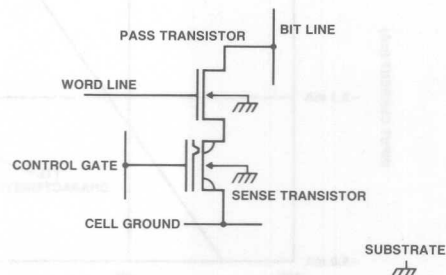 PASS TRANSISTOR
BIT LINE
WORD LINE
CONTROL GATE
SENSE TRANSISTOR
CELL GROUND
SUBSTRATE